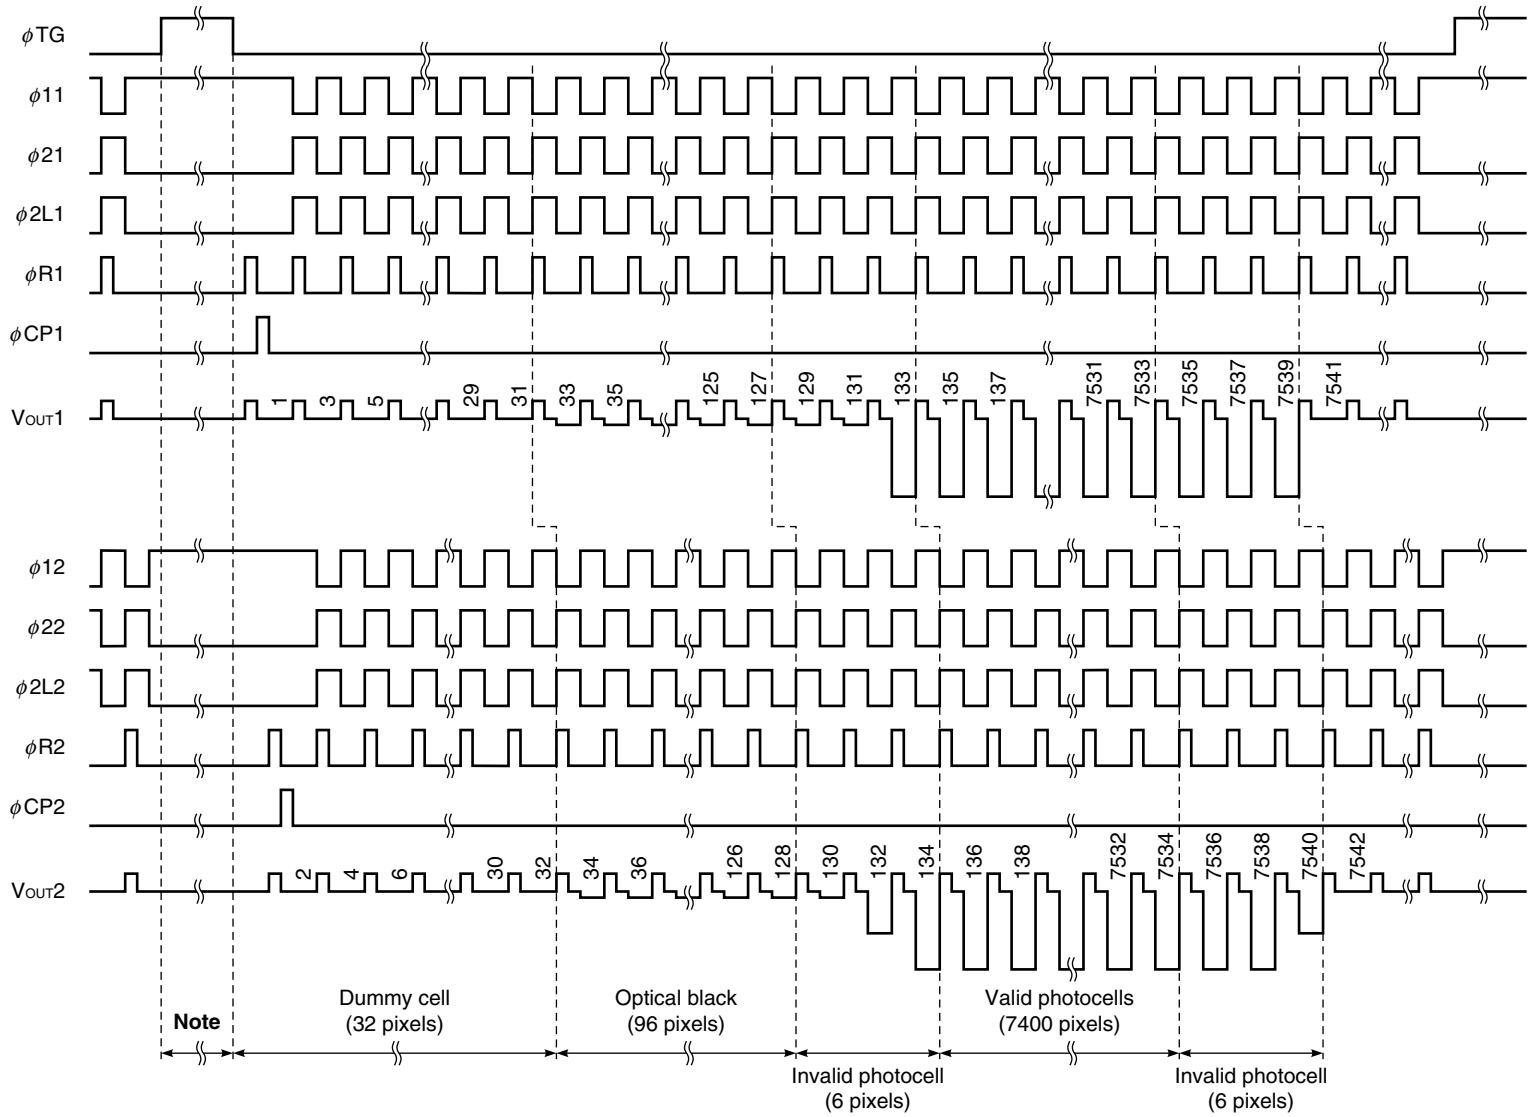 ϕTG
ϕ11
ϕ21
ϕ2L1
ϕR1
ϕCP1
VOUT1
1 3 5 29 31 33 35 125 127 129 131 133 135 137 7531 7533 7535 7537 7539 7541
ϕ12
ϕ22
ϕ2L2
ϕR2
ϕCP2
VOUT2
2 4 6 30 32 34 36 126 128 130 132 134 136 138 7532 7534 7536 7538 7540 7542
Note
Dummy cell
(32 pixels)
Optical black
(96 pixels)
Invalid photocell
(6 pixels)
Valid photocells
(7400 pixels)
Invalid photocell
(6 pixels)